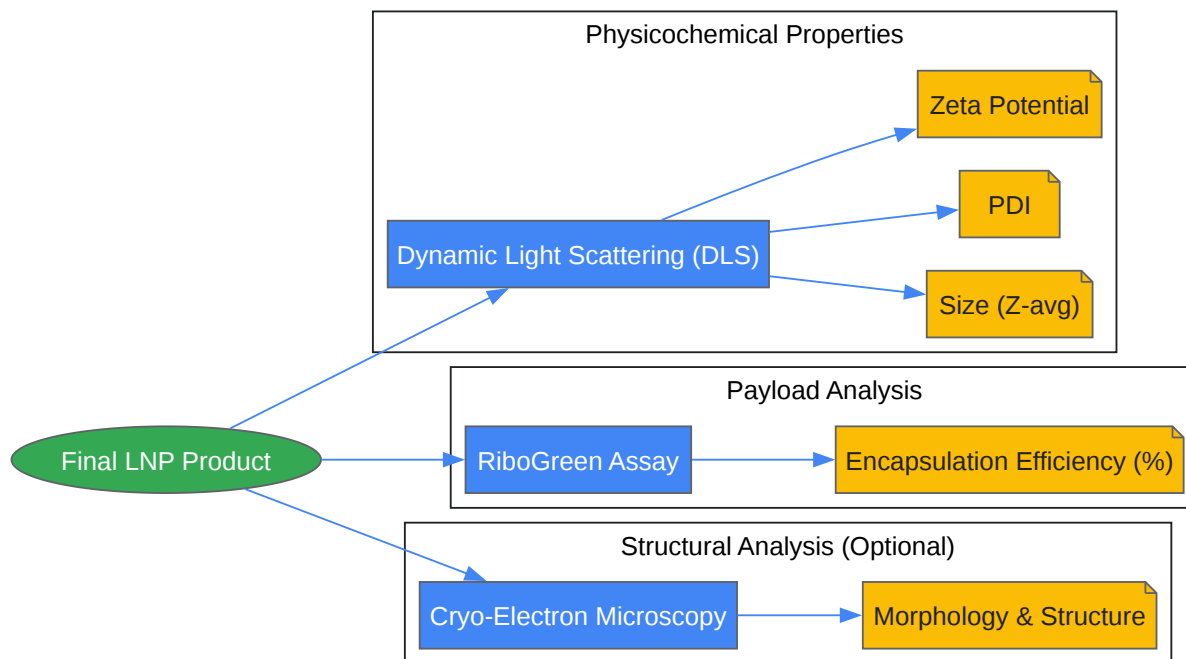 Physicochemical Properties
Zeta Potential
PDI
Dynamic Light Scattering (DLS)
Size (Z-avg)
Payload Analysis
Final LNP Product
RiboGreen Assay
Encapsulation Efficiency (%)
Structural Analysis (Optional)
Cryo-Electron Microscopy
Morphology & Structure